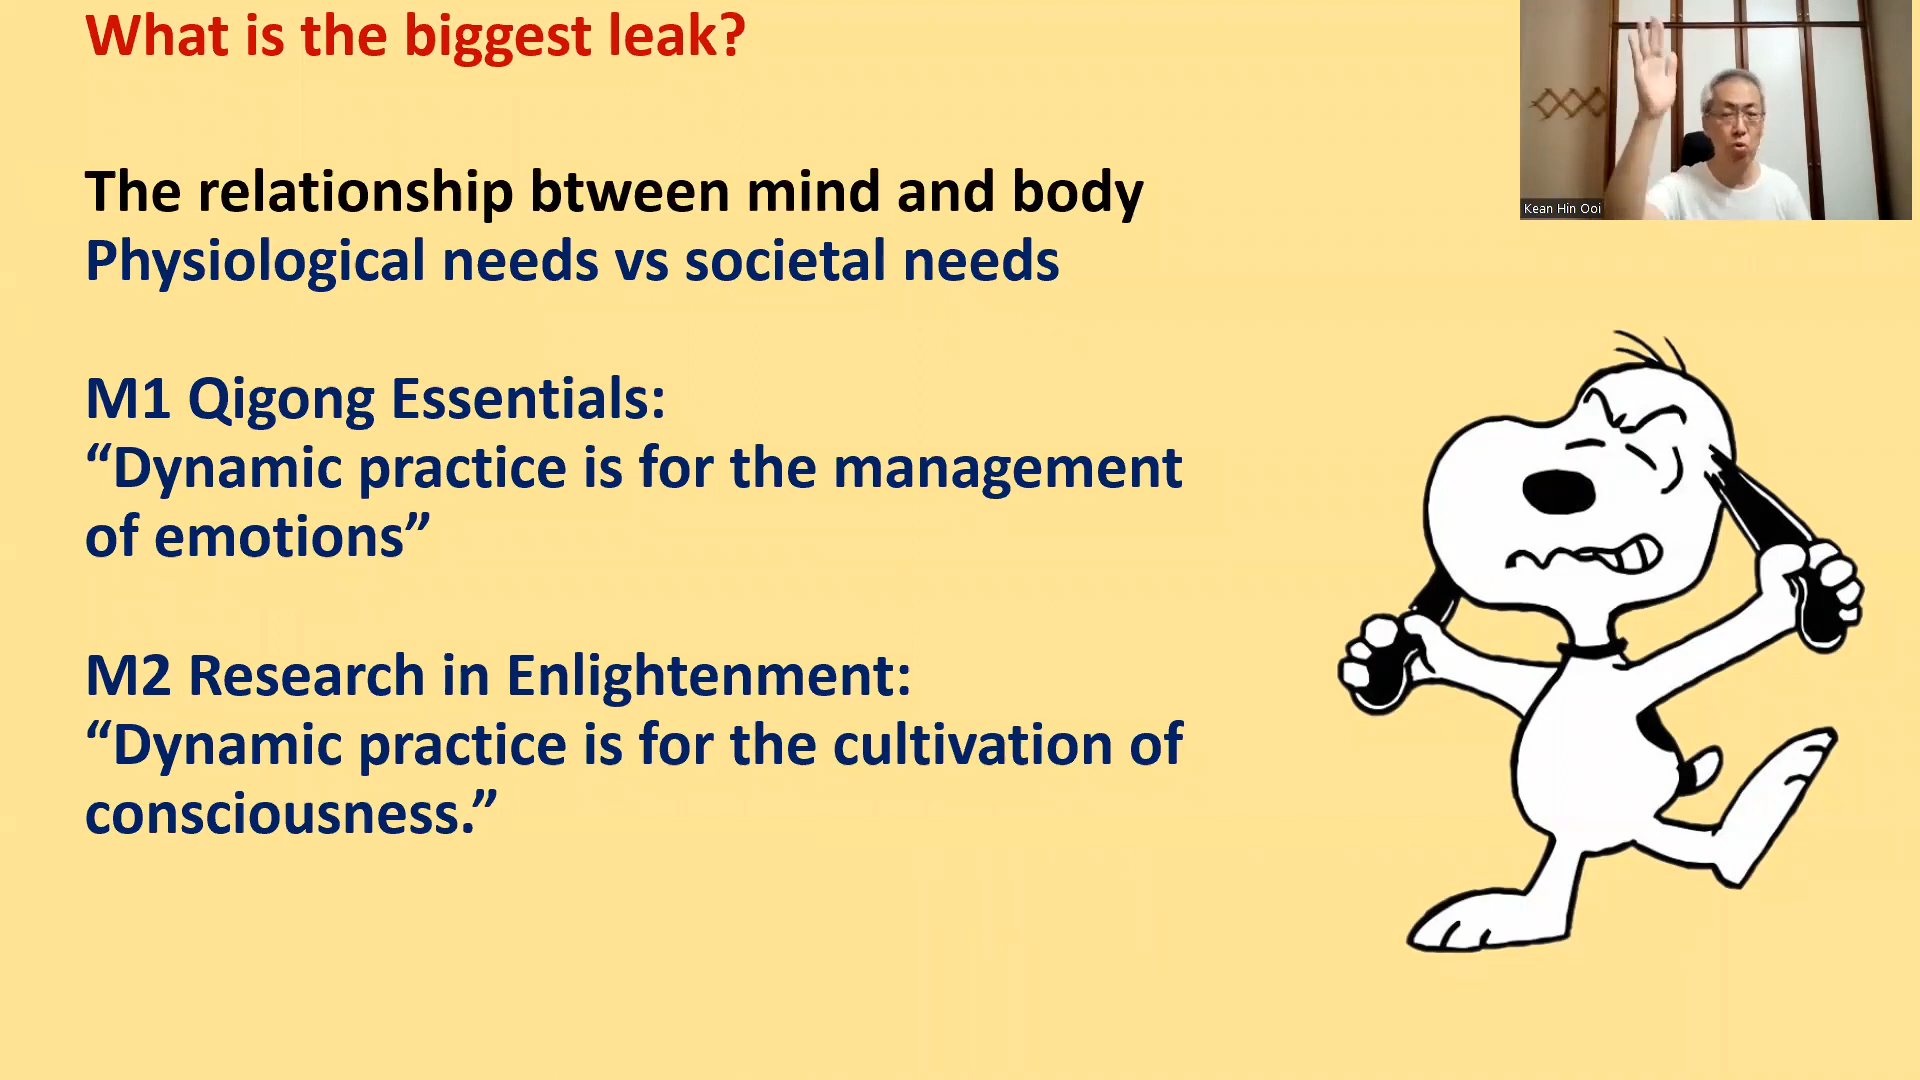 What is the biggest leak?
The relationship btween mind and body
Physiological needs vs societal needs
M1 Qigong Essentials:
“Dynamic practice is for the management
of emotions”
M2 Research in Enlightenment:
“Dynamic practice is for the cultivation of
consciousness.”
Kean Hin Ooi